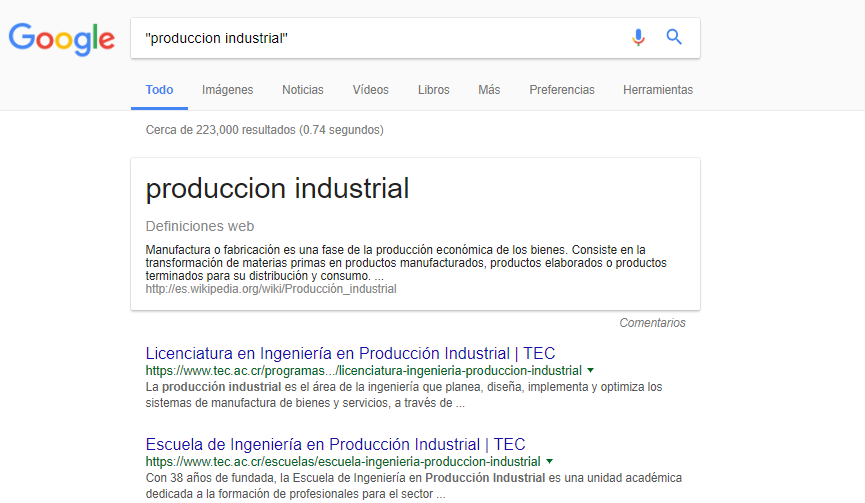 Google
"produccion industrial"
Todo Imágenes Noticias Vídeos Libros Más Preferencias Herramientas
Cerca de 223,000 resultados (0.74 segundos)
produccion industrial
Definiciones web
Manufactura o fabricación es una fase de la producción económica de los bienes. Consiste en la
transformación de materias primas en productos manufacturados, productos elaborados o productos
terminados para su distribución y consumo. ...
http://es.wikipedia.org/wiki/Producción_industrial
Comentarios
Licenciatura en Ingeniería en Producción Industrial | TEC
https://www.tec.ac.cr/programas.../licenciatura-ingenieria-produccion-industrial
La producción industrial es el área de la ingeniería que planea, diseña, implementa y optimiza los
sistemas de manufactura de bienes y servicios, a través de ...
Escuela de Ingeniería en Producción Industrial | TEC
https://www.tec.ac.cr/escuelas/escuela-ingenieria-produccion-industrial
Con 38 años de fundada, la Escuela de Ingeniería en Producción Industrial es una unidad académica
dedicada a la formación de profesionales para el sector ...